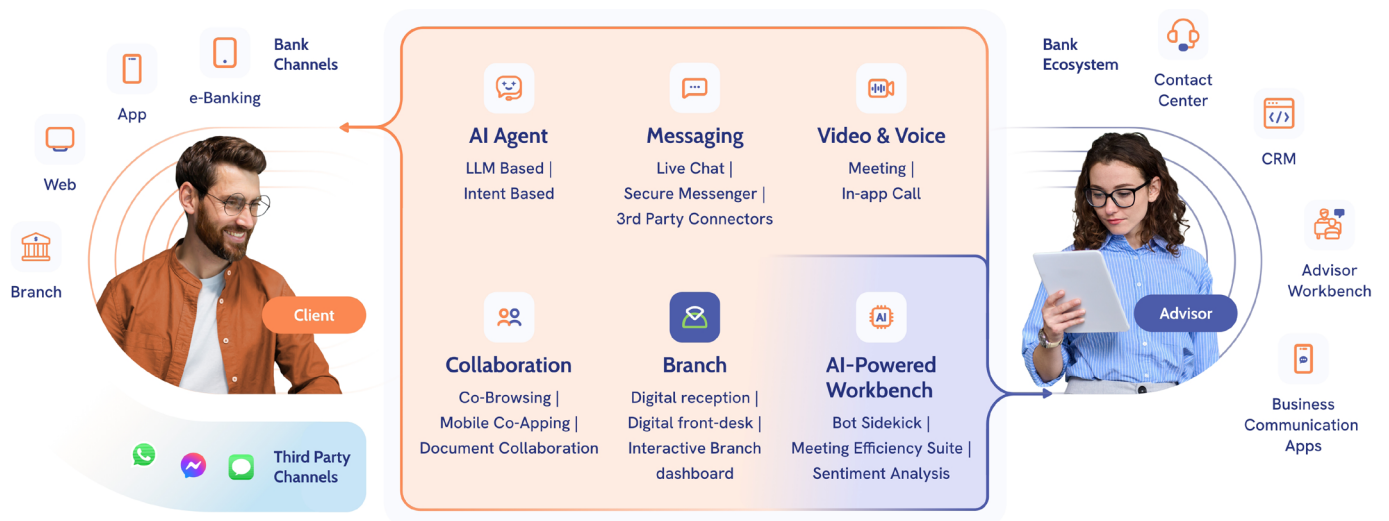 Bank
Channels
e-Banking
App
Web
Branch
Client
Third Party
Channels
AI Agent
LLM Based |
Intent Based
Messaging
Live Chat |
Secure Messenger |
3rd Party Connectors
Video & Voice
Meeting |
In-app Call
Collaboration
Co-Browsing |
Mobile Co-Apping |
Document Collaboration
Branch
Digital reception |
Digital front-desk |
Interactive Branch
dashboard
AI
AI-Powered
Workbench
Bot Sidekick |
Meeting Efficiency Suite |
Sentiment Analysis
Bank
Ecosystem
Contact
Center
</>
CRM
Advisor
Workbench
Advisor
Business
Communication
Apps